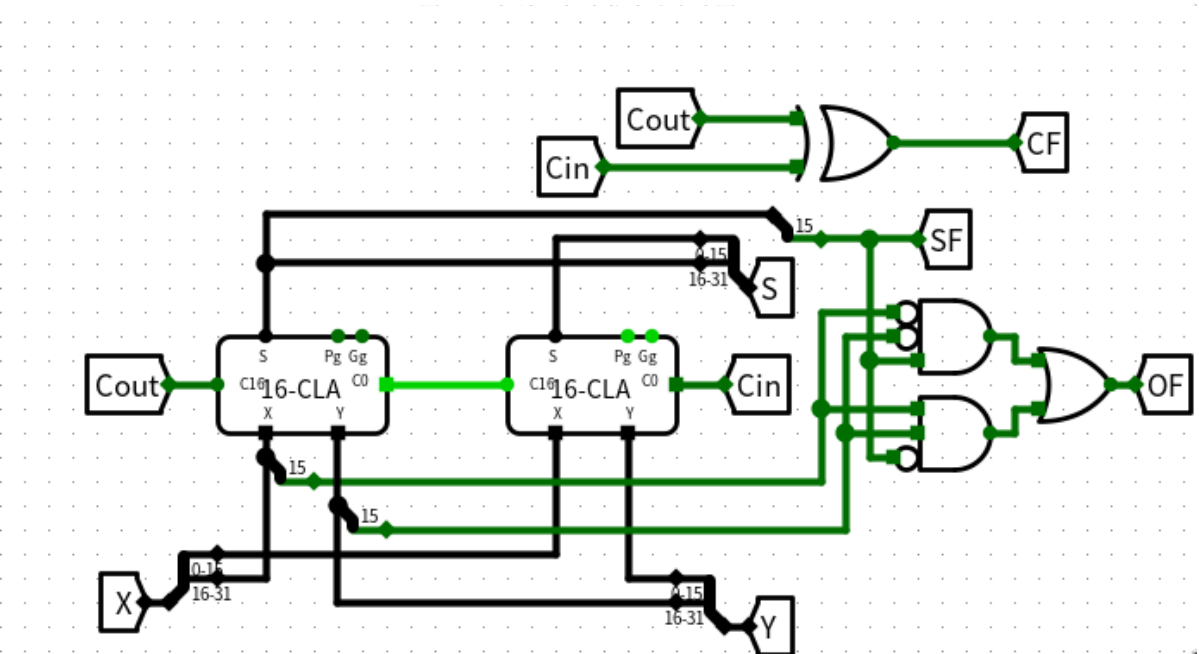 Cout
Cin
CF
15
SF
0-15
16-31
S
S
Pg
Gg
C16
16-CLA
C0
X
Y
S
Pg
Gg
C16
16-CLA
C0
X
Y
Cout
Cin
OF
15
15
X
0-15
16-31
0-15
16-31
Y